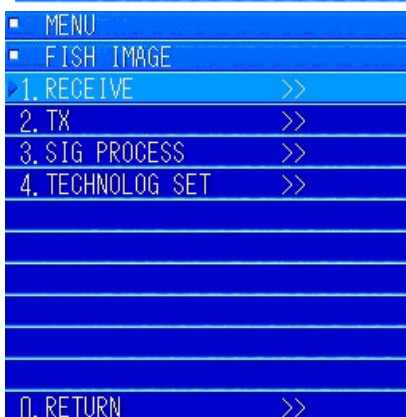 MENU
FISH IMAGE
1. RECEIVE >>
2. TX >>
3. SIG PROCESS >>
4. TECHNOLOG SET >>
0. RETURN >>